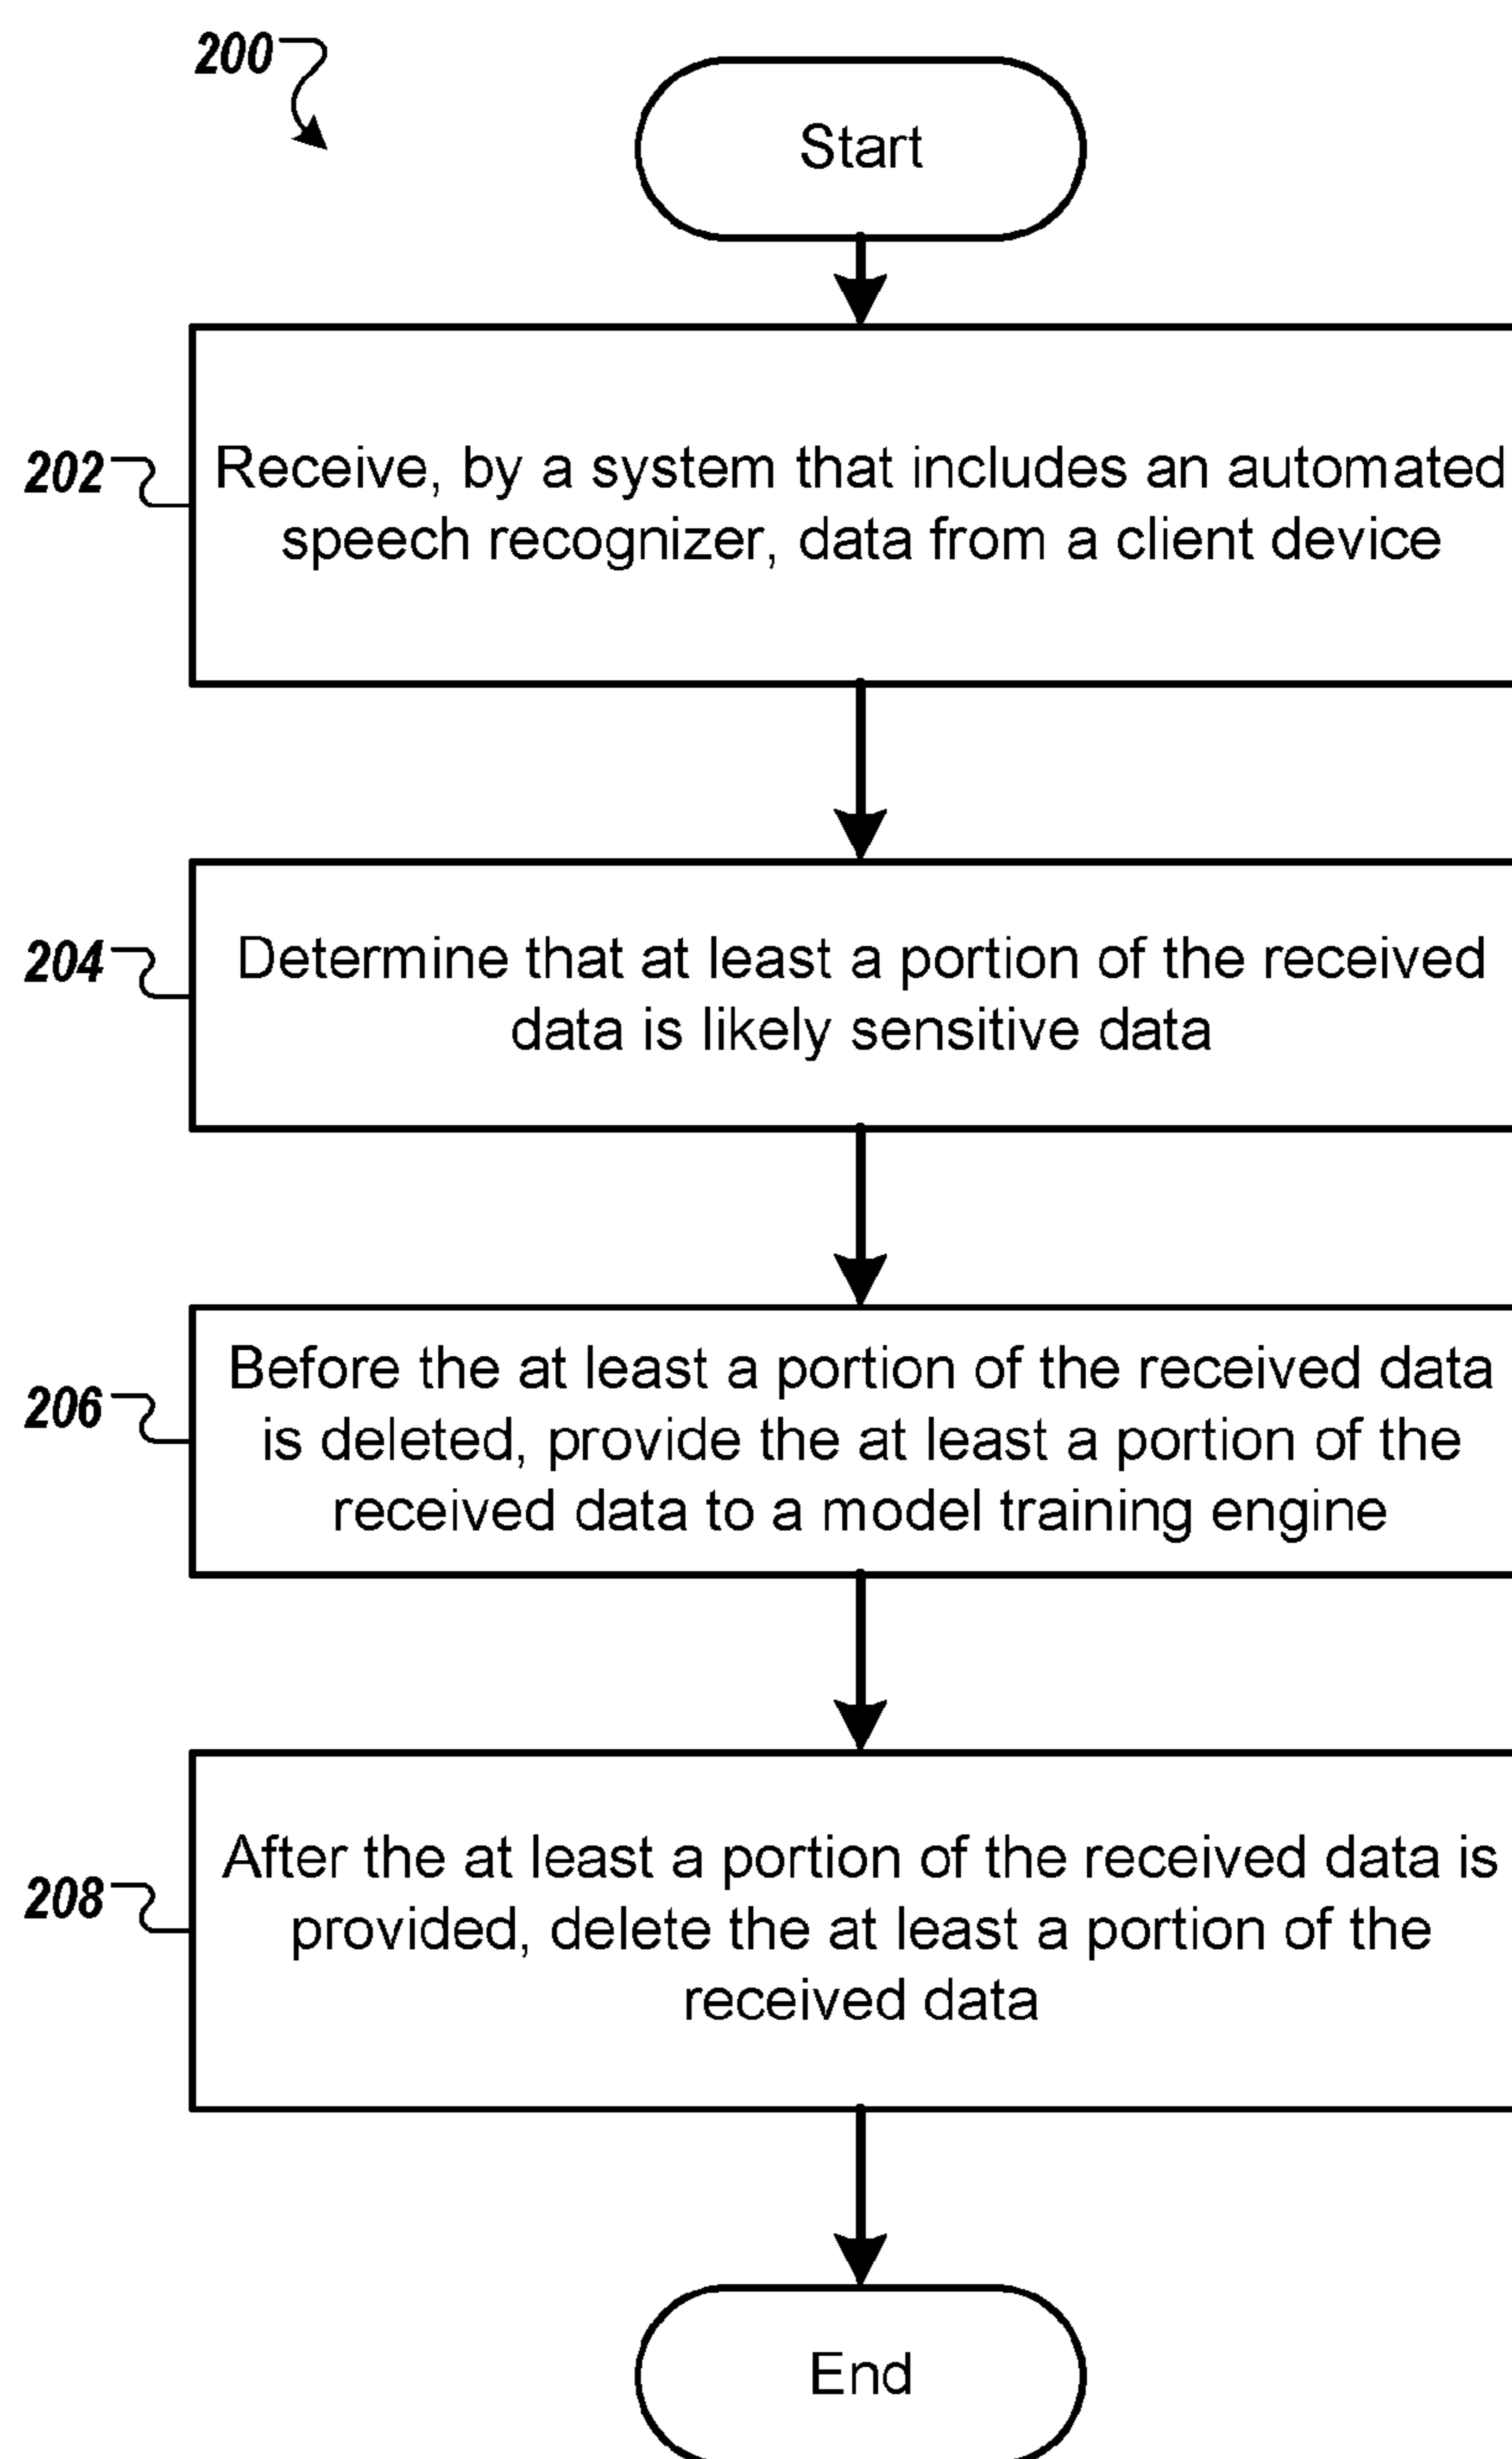 200
Start
202
Receive, by a system that includes an automated
speech recognizer, data from a client device
204
Determine that at least a portion of the received
data is likely sensitive data
206
Before the at least a portion of the received data
is deleted, provide the at least a portion of the
received data to a model training engine
208
After the at least a portion of the received data is
provided, delete the at least a portion of the
received data
End